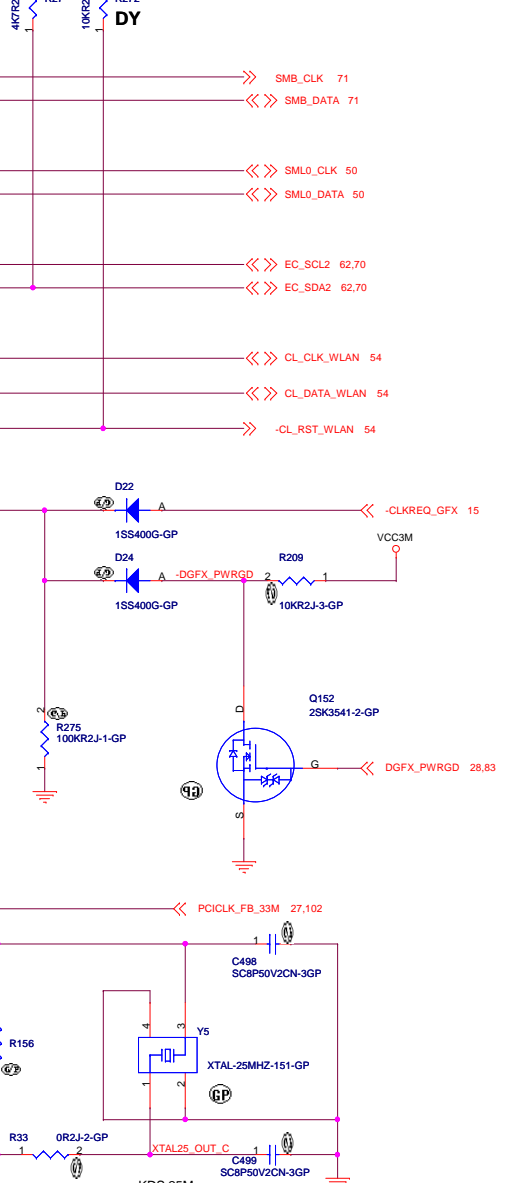 4K7R2
10KR2
R272
DY
1
1
SMB_CLK 71
SMB_DATA 71
SML0_CLK 50
SML0_DATA 50
EC_SCL2 62,70
EC_SDA2 62,70
CL_CLK_WLAN 54
CL_DATA_WLAN 54
-CL_RST_WLAN 54
D22
A
-CLKREQ_GFX 15
1SS400G-GP
VCC3M
D24
A
-DGFX_PWRGD
R209
2
1
1SS400G-GP
10KR2J-3-GP
Q152
2SK3541-2-GP
D
2
R275
100KR2J-1-GP
1
G
DGFX_PWRGD 28,83
GP
S
PCICLK_FB_33M 27,102
1
C498
SC8P50V2CN-3GP
4
3
Y5
R156
XTAL-25MHZ-151-GP
1
2
GP
R33
0R2J-2-GP
1
2
XTAL25_OUT_C
1
C499
SC8P50V2CN-3GP